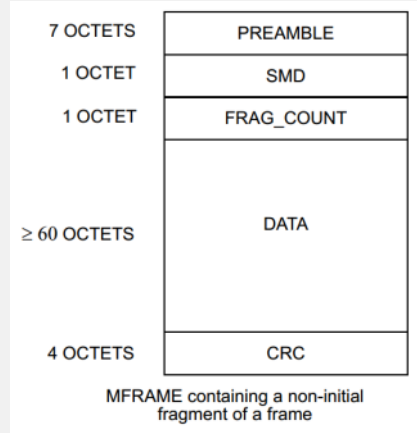 7 OCTETS PREAMBLE
1 OCTET SMD
1 OCTET FRAG_COUNT
≥ 60 OCTETS DATA
4 OCTETS CRC
MFRAME containing a non-initial
fragment of a frame